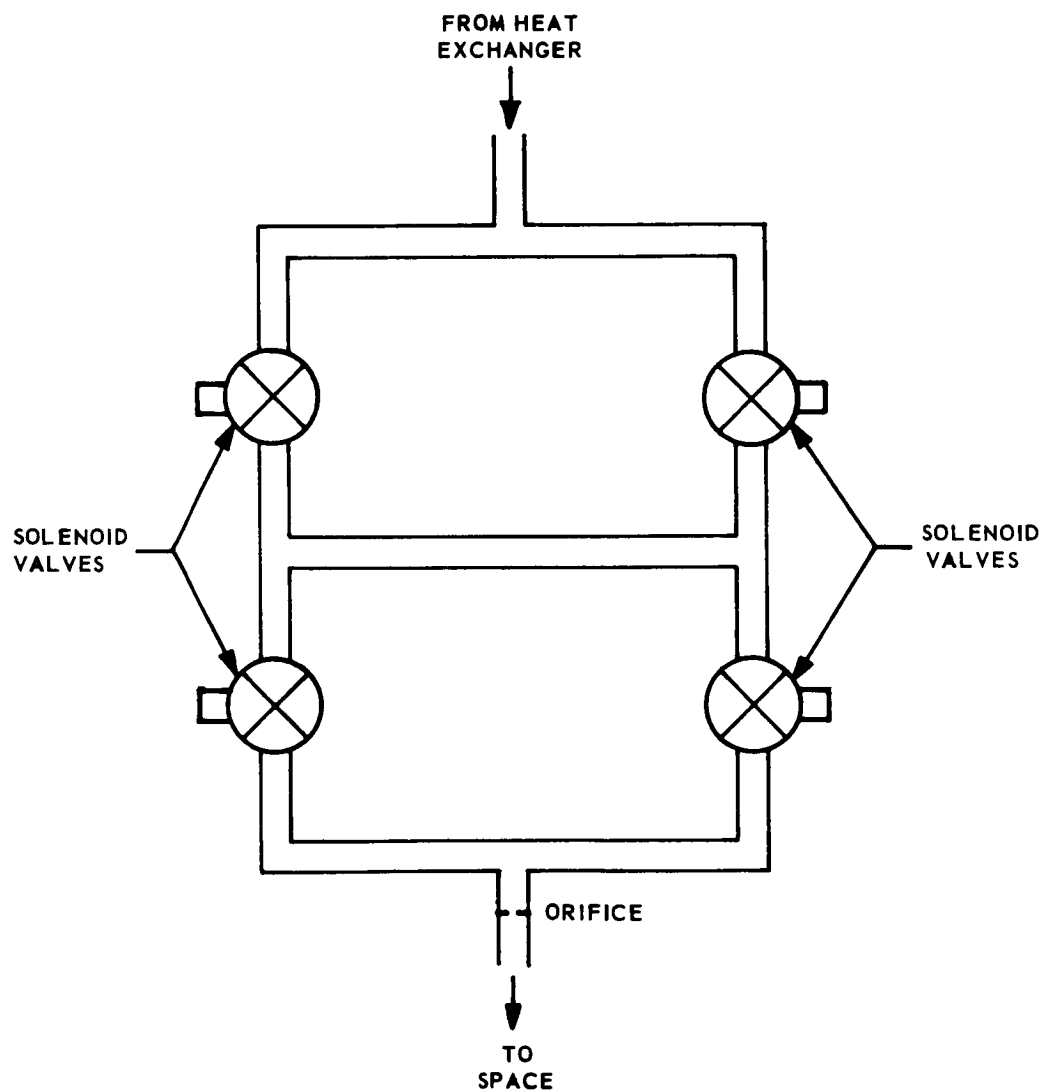 FROM HEAT
EXCHANGER
SOLENOID
VALVES
SOLENOID
VALVES
ORIFICE
TO
SPACE